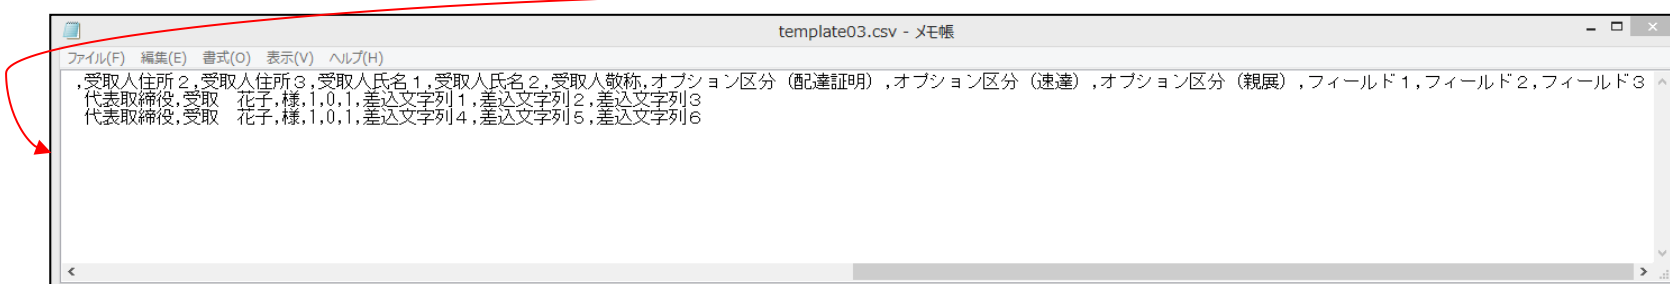 template03.csv - メモ帳
ファイル(F) 編集(E) 書式(O) 表示(V) ヘルプ(H)
,受取人住所２,受取人住所３,受取人氏名１,受取人氏名２,受取人敬称,オプション区分（配達証明）,オプション区分（速達）,オプション区分（親展）,フィールド１,フィールド２,フィールド３
代表取締役,受取　花子,様,1,0,1,差込文字列１,差込文字列２,差込文字列３
代表取締役,受取　花子,様,1,0,1,差込文字列４,差込文字列５,差込文字列６